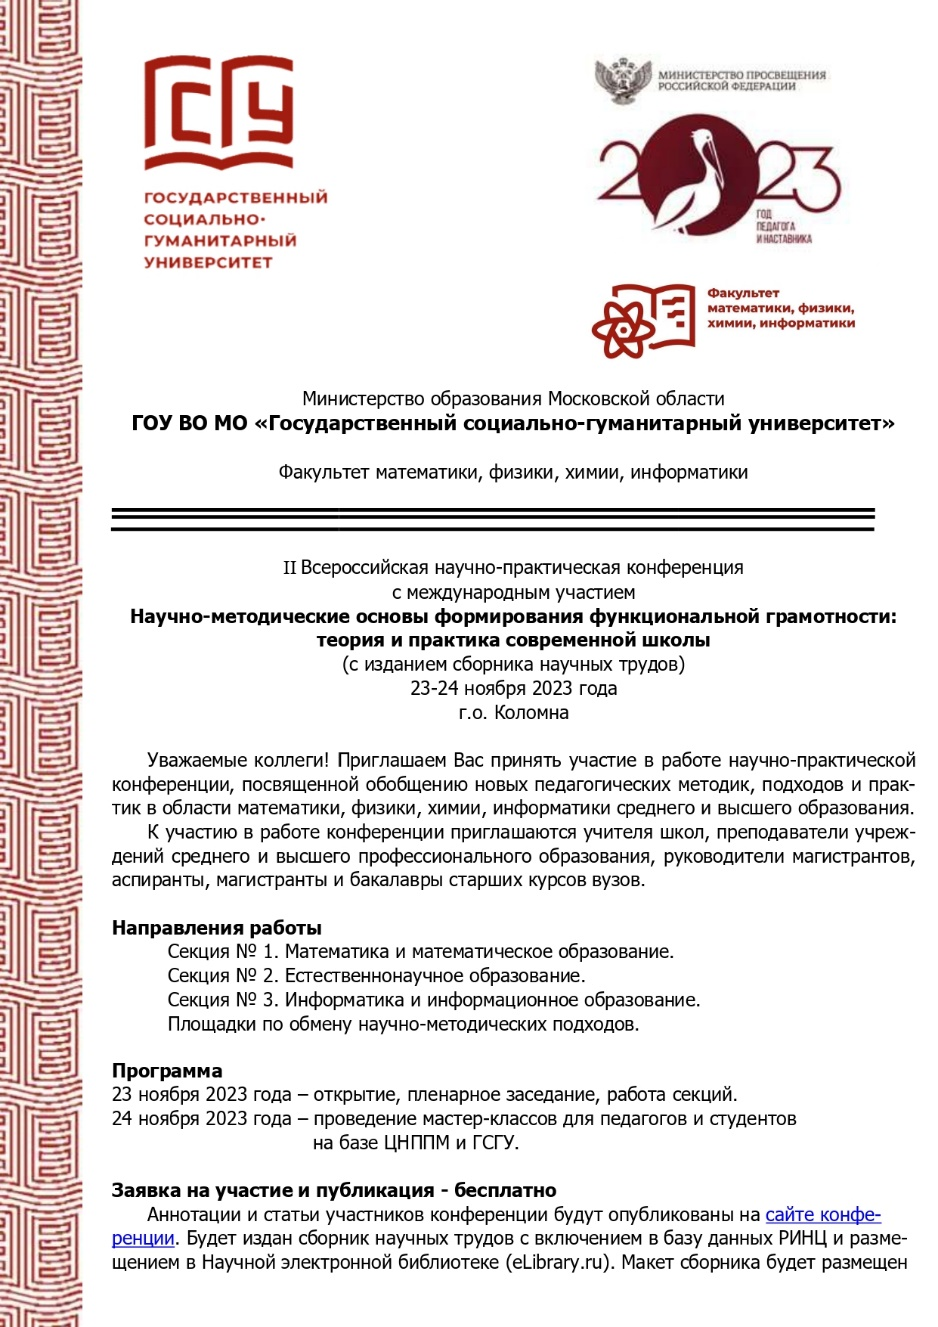 ГСГУ
ГОСУДАРСТВЕННЫЙ
СОЦИАЛЬНО-
ГУМАНИТАРНЫЙ
УНИВЕРСИТЕТ
МИНИСТЕРСТВО ПРОСВЕЩЕНИЯ
РОССИЙСКОЙ ФЕДЕРАЦИИ
2023
ГОД
ПЕДАГОГА
И НАСТАВНИКА
Факультет
математики, физики,
химии, информатики
Министерство образования Московской области
ГОУ ВО МО «Государственный социально-гуманитарный университет»
Факультет математики, физики, химии, информатики
II Всероссийская научно-практическая конференция
с международным участием
Научно-методические основы формирования функциональной грамотности:
теория и практика современной школы
(с изданием сборника научных трудов)
23-24 ноября 2023 года
г.о. Коломна
Уважаемые коллеги! Приглашаем Вас принять участие в работе научно-практической
конференции, посвященной обобщению новых педагогических методик, подходов и прак-
тик в области математики, физики, химии, информатики среднего и высшего образования.
К участию в работе конференции приглашаются учителя школ, преподаватели учреж-
дений среднего и высшего профессионального образования, руководители магистрантов,
аспиранты, магистранты и бакалавры старших курсов вузов.
Направления работы
Секция № 1. Математика и математическое образование.
Секция № 2. Естественнонаучное образование.
Секция № 3. Информатика и информационное образование.
Площадки по обмену научно-методических подходов.
Программа
23 ноября 2023 года – открытие, пленарное заседание, работа секций.
24 ноября 2023 года – проведение мастер-классов для педагогов и студентов
на базе ЦНППМ и ГСГУ.
Заявка на участие и публикация - бесплатно
Аннотации и статьи участников конференции будут опубликованы на сайте конфе-
ренции. Будет издан сборник научных трудов с включением в базу данных РИНЦ и разме-
щением в Научной электронной библиотеке (eLibrary.ru). Макет сборника будет размещен